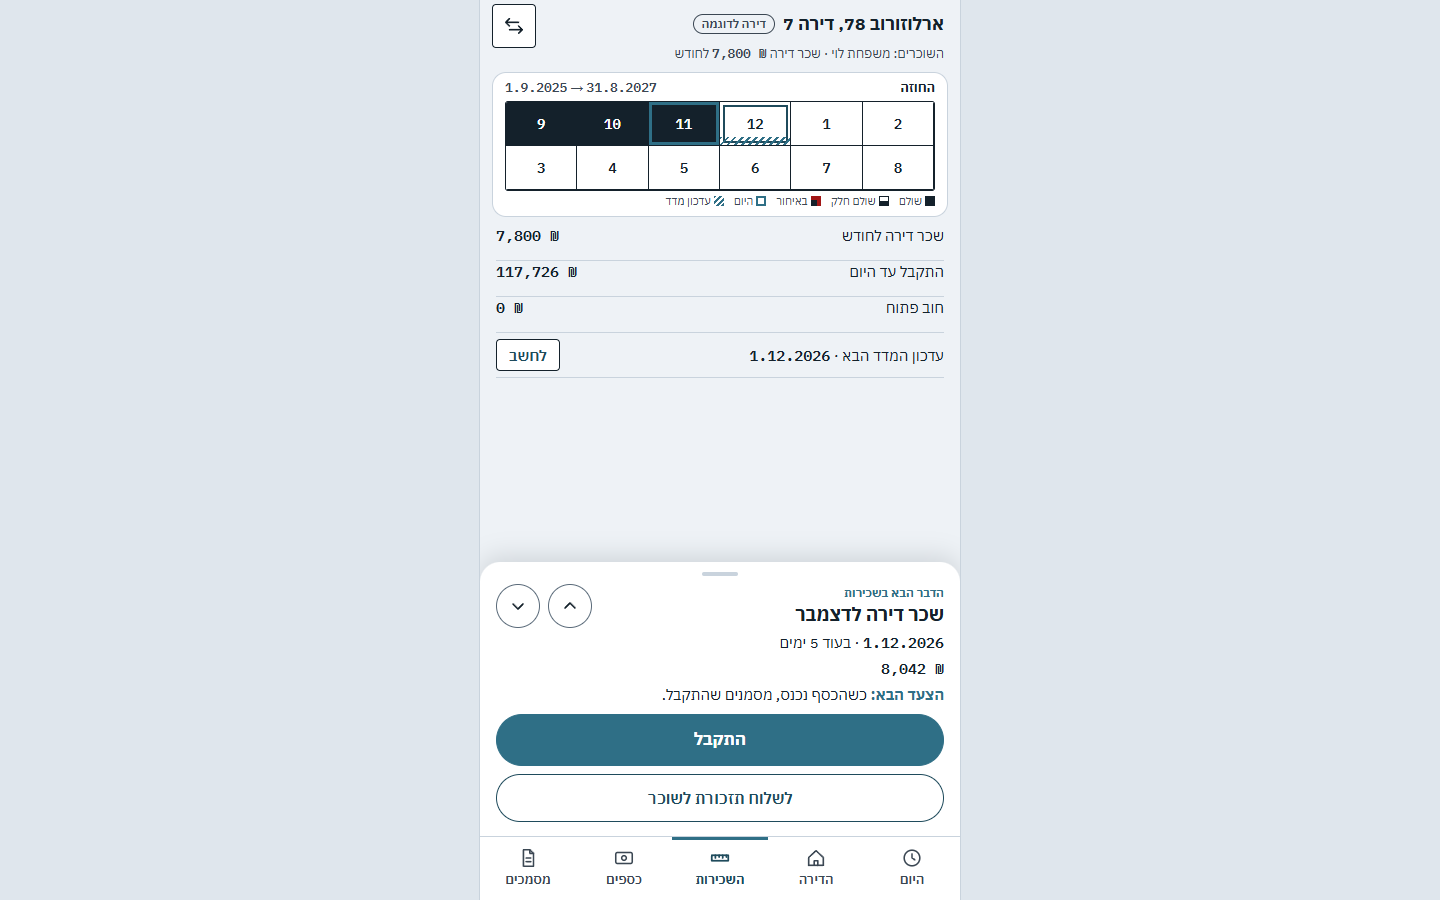 ארלוזורוב 78, דירה 7 דירה לדוגמה
השוכרים: משפחת לוי · שכר דירה ₪ 7,800 לחודש
החוזה 1.9.2025 → 31.8.2027
9 10 11 12 1 2
3 4 5 6 7 8
שולם שולם חלק באיחור היום עדכון מדד
שכר דירה לחודש 7,800 ₪
התקבל עד היום 117,726 ₪
חוב פתוח 0 ₪
עדכון המדד הבא · 1.12.2026 לחשב
הדבר הבא בשכירות
שכר דירה לדצמבר
1.12.2026 · בעוד 5 ימים
8,042 ₪
הצעד הבא: כשהכסף נכנס, מסמנים שהתקבל.
התקבל
לשלוח תזכורת לשוכר
היום הדירה השכירות כספים מסמכים